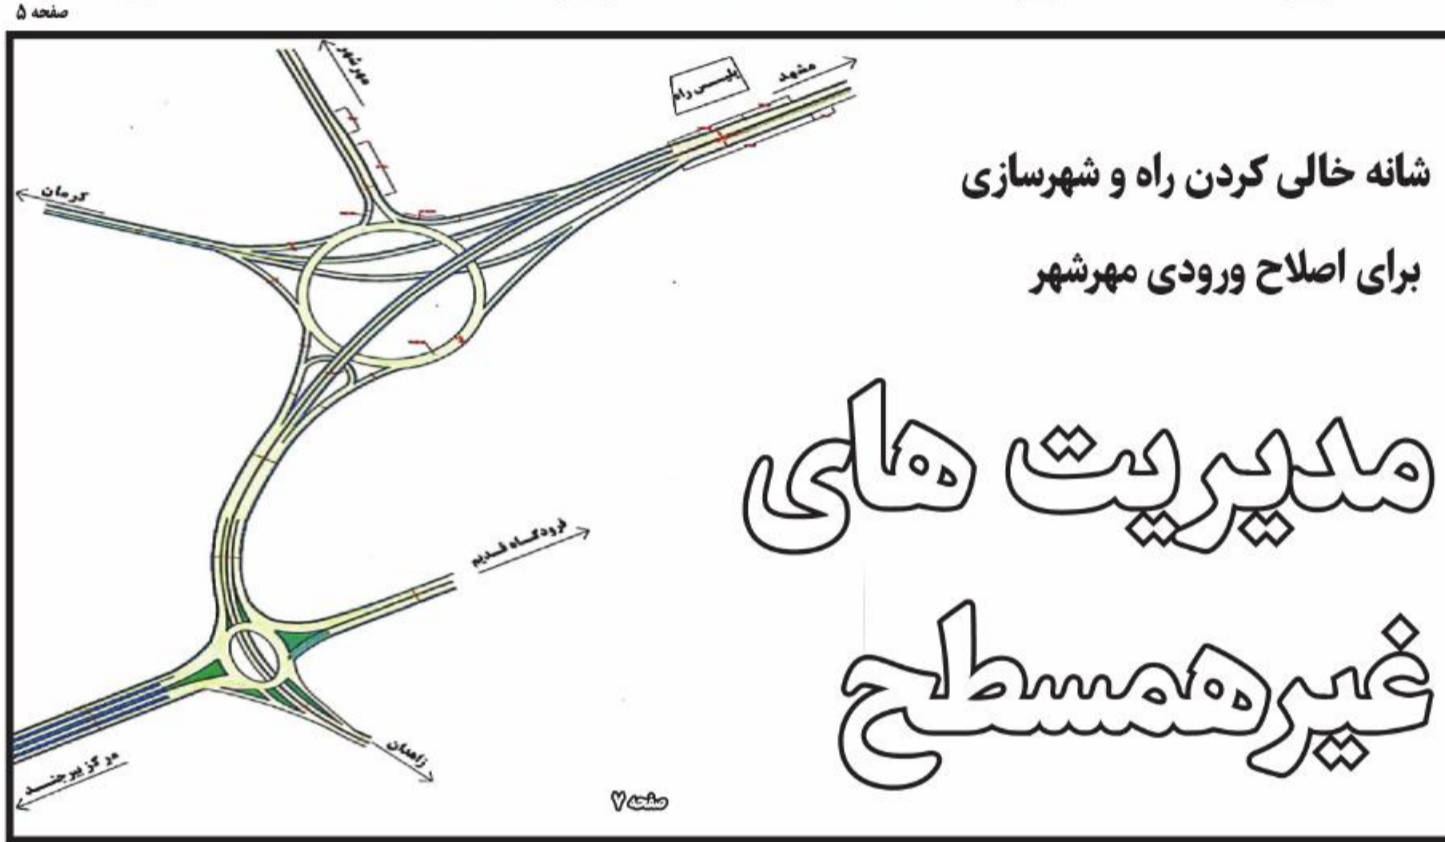 صفحه ۵
شانه خالی کردن راه و شهرسازی
برای اصلاح ورودی مهرشهر
مدیریت های
غیرهمسطح
مهرشهر
پلیس راه
مشهد
کرمان
فرودگاه قدیم
زاهدان
مرکز بیرجند
صفحه ۷